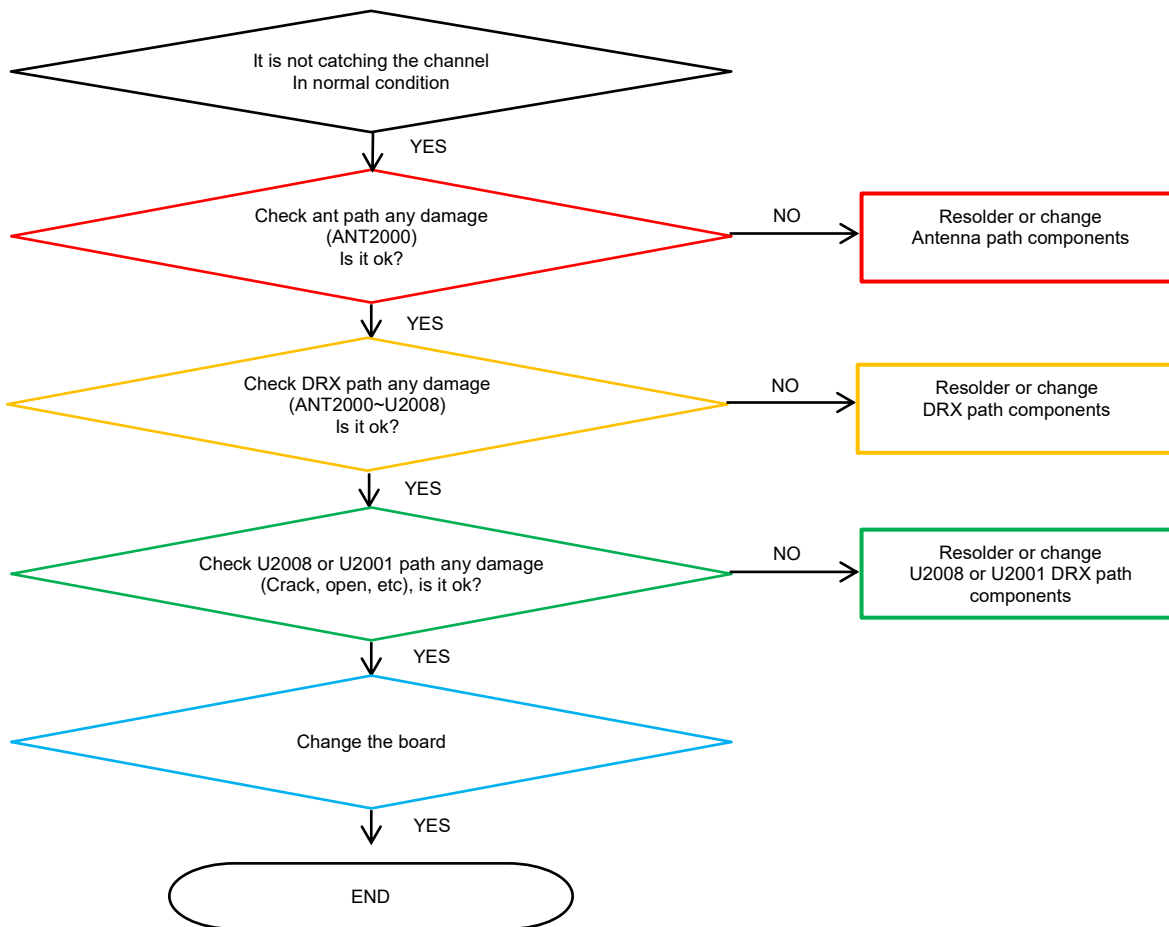 It is not catching the channel
In normal condition
YES
Check ant path any damage
(ANT2000)
Is it ok?
NO
Resolder or change
Antenna path components
YES
Check DRX path any damage
(ANT2000~U2008)
Is it ok?
NO
Resolder or change
DRX path components
YES
Check U2008 or U2001 path any damage
(Crack, open, etc), is it ok?
NO
Resolder or change
U2008 or U2001 DRX path
components
YES
Change the board
YES
END